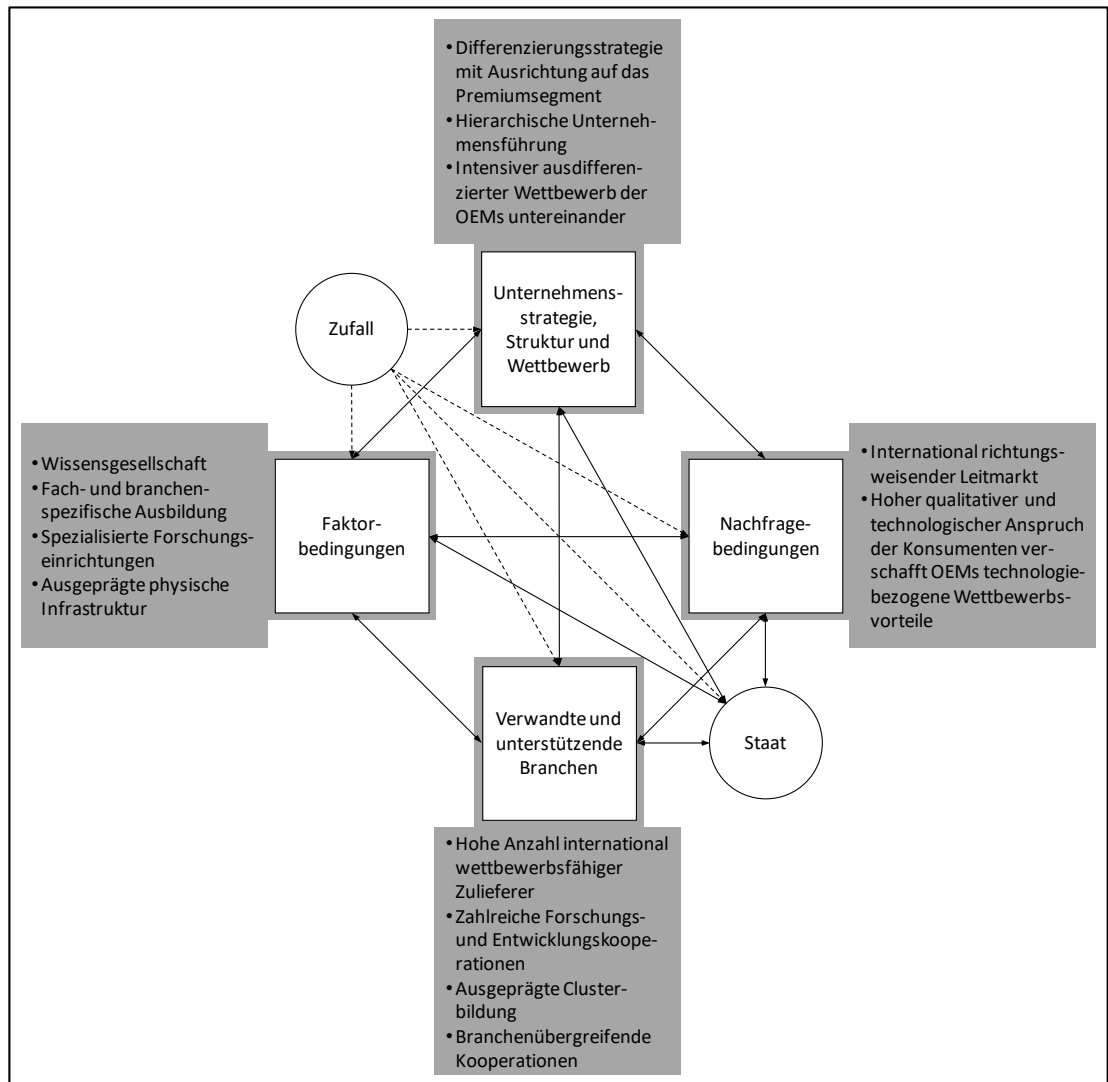 • Differenzierungsstrategie
mit Ausrichtung auf das
Premiumsegment
• Hierarchische Unterneh-
mensführung
• Intensiver ausdifferen-
zierter Wettbewerb der
OEMs untereinander
Unternehmens-
strategie,
Struktur und
Wettbewerb
Zufall
• Wissensgesellschaft
• Fach- und branchen-
spezifische Ausbildung
• Spezialisierte Forschungs-
einrichtungen
• Ausgeprägte physische
Infrastruktur
Faktor-
bedingungen
Nachfrage-
bedingungen
• International richtungs-
weisender Leitmarkt
• Hoher qualitativer und
technologischer Anspruch
der Konsumenten ver-
schafft OEMs technologie-
bezogene Wettbewerbs-
vorteile
Verwandte und
unterstützende
Branchen
Staat
• Hohe Anzahl international
wettbewerbsfähiger
Zulieferer
• Zahlreiche Forschungs-
und Entwicklungskoope-
rationen
• Ausgeprägte Cluster-
bildung
• Branchenübergreifende
Kooperationen